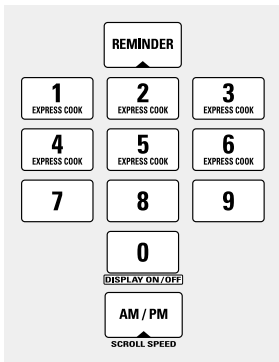 REMINDER
1 2 3
EXPRESS COOK EXPRESS COOK EXPRESS COOK
4 5 6
EXPRESS COOK EXPRESS COOK EXPRESS COOK
7 8 9
0
DISPLAY ON/OFF
AM / PM
SCROLL SPEED